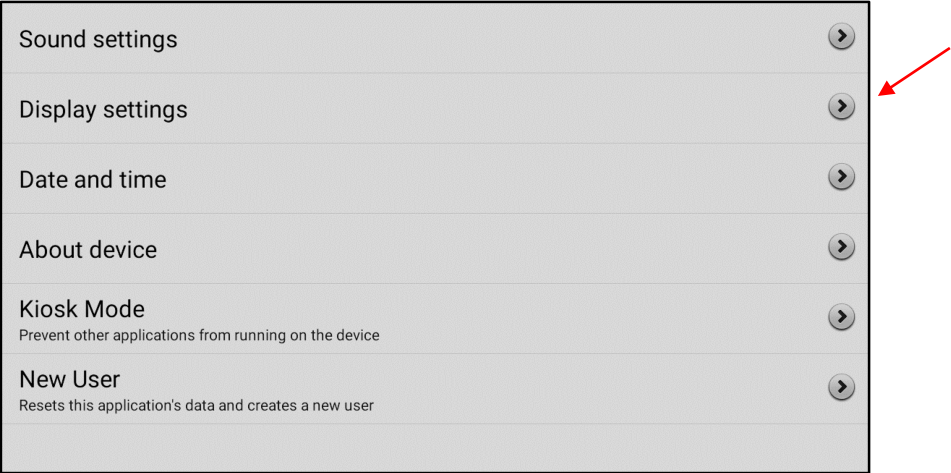 Sound settings
Display settings
Date and time
About device
Kiosk Mode
Prevent other applications from running on the device
New User
Resets this application's data and creates a new user